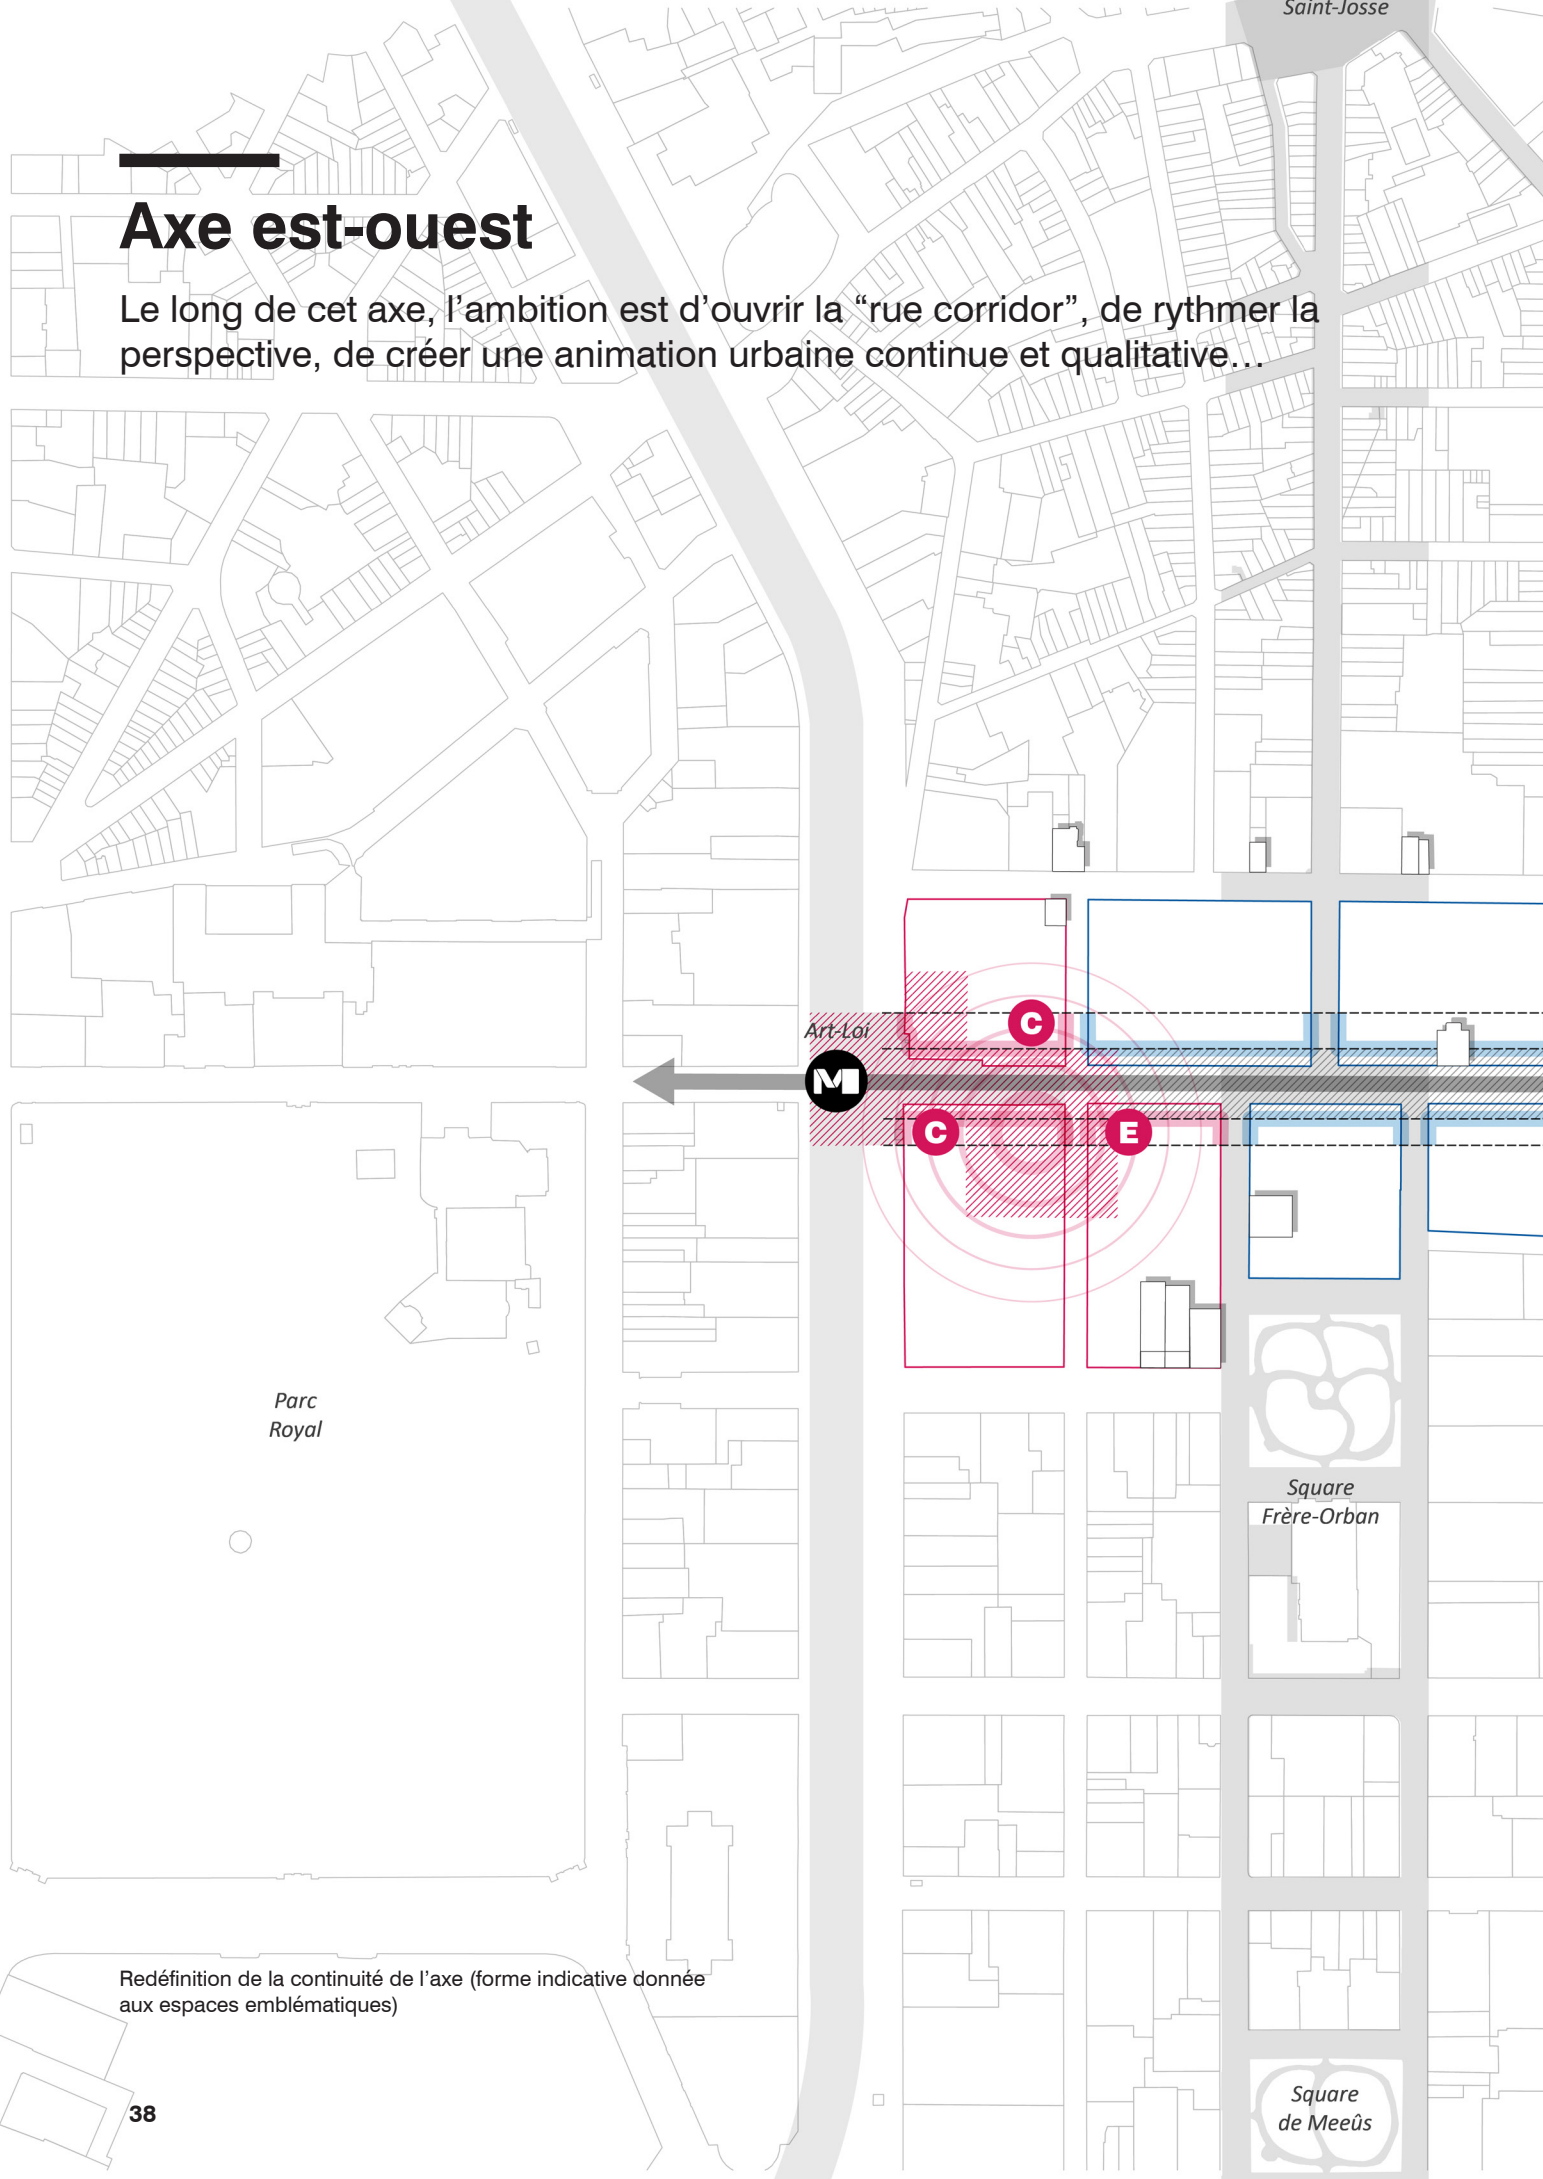 Saint-Josse
Axe est-ouest
Le long de cet axe, l’ambition est d’ouvrir la “rue corridor”, de rythmer la
perspective, de créer une animation urbaine continue et qualitative…
C
Art-Loi
M
C
E
Parc
Royal
Square
Frère-Orban
Redéfinition de la continuité de l’axe (forme indicative donnée
aux espaces emblématiques)
Square
de Meeûs
38